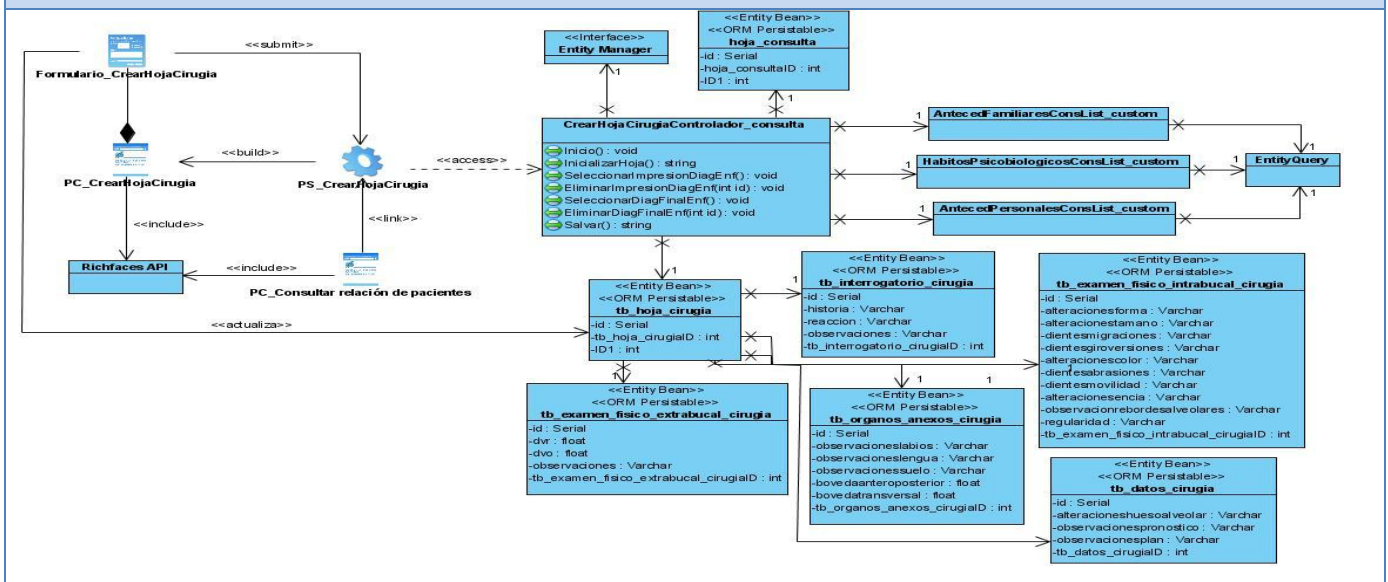 <<submit>>
Formulario_CrearHojaCirugia
<<build>>
PC_CrearHojaCirugia
PS_CrearHojaCirugia
<<access>>
<<include>>
<<link>>
Richfaces API
<<include>>
PC_Consultar relación de pacientes
<<actualiza>>
<<Interface>>
Entity Manager
1
<<Entity Bean>>
<<ORM Persistable>>
hoja_consulta
-id : Serial
-hoja_consultaID : int
-ID1 : int
1
CrearHojaCirugiaControlador_consulta
Inicio() : void
InicializarHoja() : string
SeleccionarImpresionDiagEnf() : void
EliminarImpresionDiagEnf(int id) : void
SeleccionarDiagFinalEnf() : void
EliminarDiagFinalEnf(int id) : void
Salvar() : string
1
AntecedFamiliaresConsList_custom
1
1
HabitosPsicobiologicosConsList_custom
1
EntityQuery
1
AntecedPersonalesConsList_custom
1
1
<<Entity Bean>>
<<ORM Persistable>>
tb_hoja_cirugia
-id : Serial
-tb_hoja_cirugiaID : int
-ID1 : int
1
<<Entity Bean>>
<<ORM Persistable>>
tb_interrogatorio_cirugia
-id : Serial
-historia : Varchar
-reaccion : Varchar
-observaciones : Varchar
-tb_interrogatorio_cirugiaID : int
<<Entity Bean>>
<<ORM Persistable>>
tb_examen_fisico_intrabucal_cirugia
-id : Serial
-alteracionesforma : Varchar
-alteracionestamano : Varchar
-dientesmigraciones : Varchar
-dientesgiroversiones : Varchar
-alteracionescolor : Varchar
-dientesabrasiones : Varchar
-dientesmovilidad : Varchar
-alteracionesencia : Varchar
-observacionrebordesalveolares : Varchar
-regularidad : Varchar
-tb_examen_fisico_intrabucal_cirugiaID : int
1
1
1
1
<<Entity Bean>>
<<ORM Persistable>>
tb_examen_fisico_extrabucal_cirugia
-id : Serial
-dvr : float
-dvo : float
-observaciones : Varchar
-tb_examen_fisico_extrabucal_cirugiaID : int
<<Entity Bean>>
<<ORM Persistable>>
tb_organos_anexos_cirugia
-id : Serial
-observacioneslabios : Varchar
-observacioneslengua : Varchar
-observacionessuelo : Varchar
-bovedaanteroposterior : float
-bovedatransversal : float
-tb_organos_anexos_cirugiaID : int
<<Entity Bean>>
<<ORM Persistable>>
tb_datos_cirugia
-id : Serial
-alteracioneshuesoalveolar : Varchar
-observacionespronostico : Varchar
-observacionesplan : Varchar
-tb_datos_cirugiaID : int